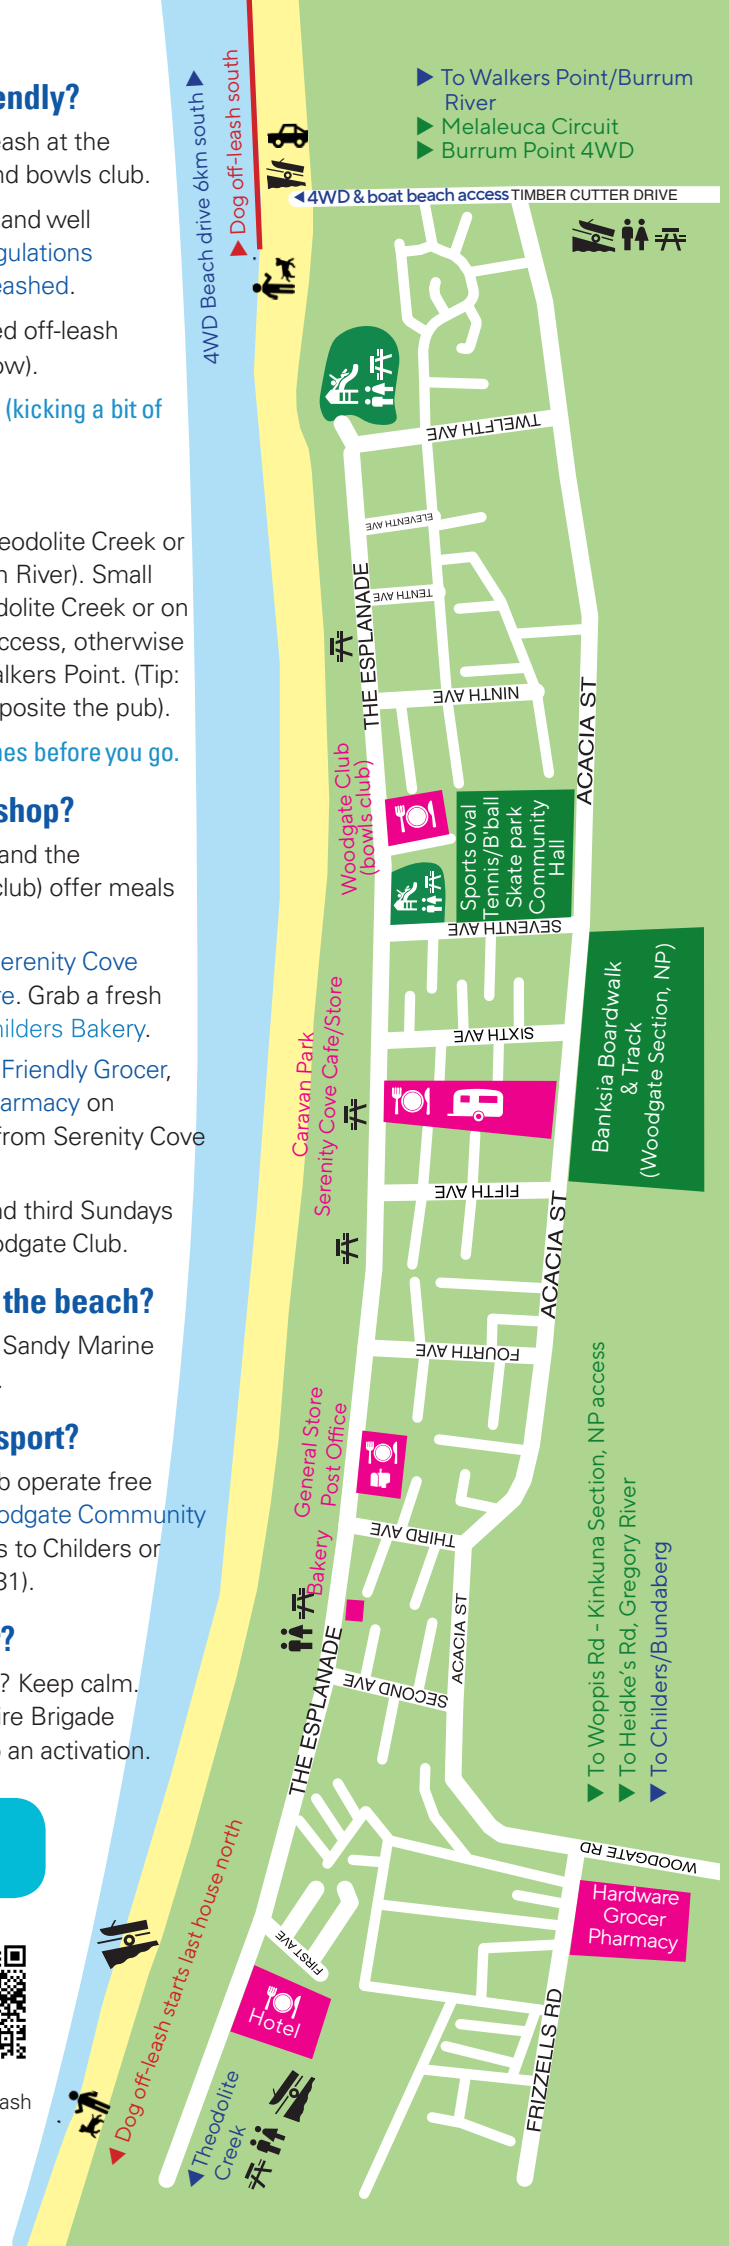 endly?
eash at the
nd bowls club.
and well
egulations
eashed.
ed off-leash
ow).
(kicking a bit of
eodolite Creek or
n River). Small
dolite Creek or on
ccess, otherwise
alkers Point. (Tip:
posite the pub).
nes before you go.
shop?
and the
club) offer meals
erenity Cove
re. Grab a fresh
hilders Bakery.
Friendly Grocer,
armacy on
from Serenity Cove
nd third Sundays
odgate Club.
the beach?
Sandy Marine
.
sport?
b operate free
odgate Community
s to Childers or
31).
?
? Keep calm.
ire Brigade
o an activation.
ash
4WD Beach drive 6km south ▶
▶ Dog off-leash south
▶ To Walkers Point/Burrum
River
▶ Melaleuca Circuit
▶ Burrum Point 4WD
◀ 4WD & boat beach access
TIMBER CUTTER DRIVE
TWELFTH AVE
ELEVENTH AVE
TENTH AVE
THE ESPLANADE
NINTH AVE
ACACIA ST
Woodgate Club
(bowls club)
Sports oval
Tennis/B'ball
Skate park
Community
Hall
SEVENTH AVE
Banksia Boardwalk
& Track
(Woodgate Section, NP)
SIXTH AVE
Caravan Park
Serenity Cove Cafe/Store
FIFTH AVE
ACACIA ST
FOURTH AVE
General Store
Post Office
THIRD AVE
Bakery
ACACIA ST
SECOND AVE
THE ESPLANADE
◀ To Woppis Rd - Kinkuna Section, NP access
◀ To Heidke's Rd, Gregory River
◀ To Childers/Bundaberg
WOODGATE RD
Hardware
Grocer
Pharmacy
FIRST AVE
Hotel
FRIZZELLS RD
◀ Dog off-leash starts last house north
◀ Theodolite
Creek